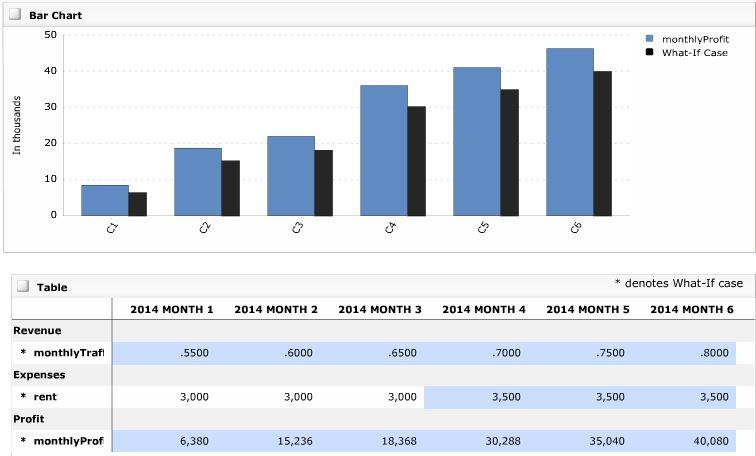 Bar Chart
50
monthlyProfit
What-If Case
40
30
In thousands
20
10
0
C1 C2 C3 C4 C5 C6
Table * denotes What-If case
2014 MONTH 1 2014 MONTH 2 2014 MONTH 3 2014 MONTH 4 2014 MONTH 5 2014 MONTH 6
Revenue
* monthlyTraf .5500 .6000 .6500 .7000 .7500 .8000
Expenses
* rent 3,000 3,000 3,000 3,500 3,500 3,500
Profit
* monthlyProf 6,380 15,236 18,368 30,288 35,040 40,080